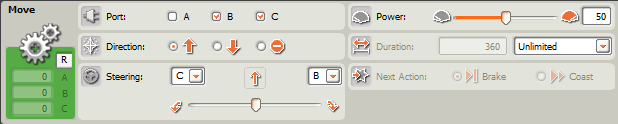 Move
R
0 A
0 B
0 C
Port: A B C
Direction:
Steering: C B
Power: 50
Duration: 360 Unlimited
Next Action: Brake Coast